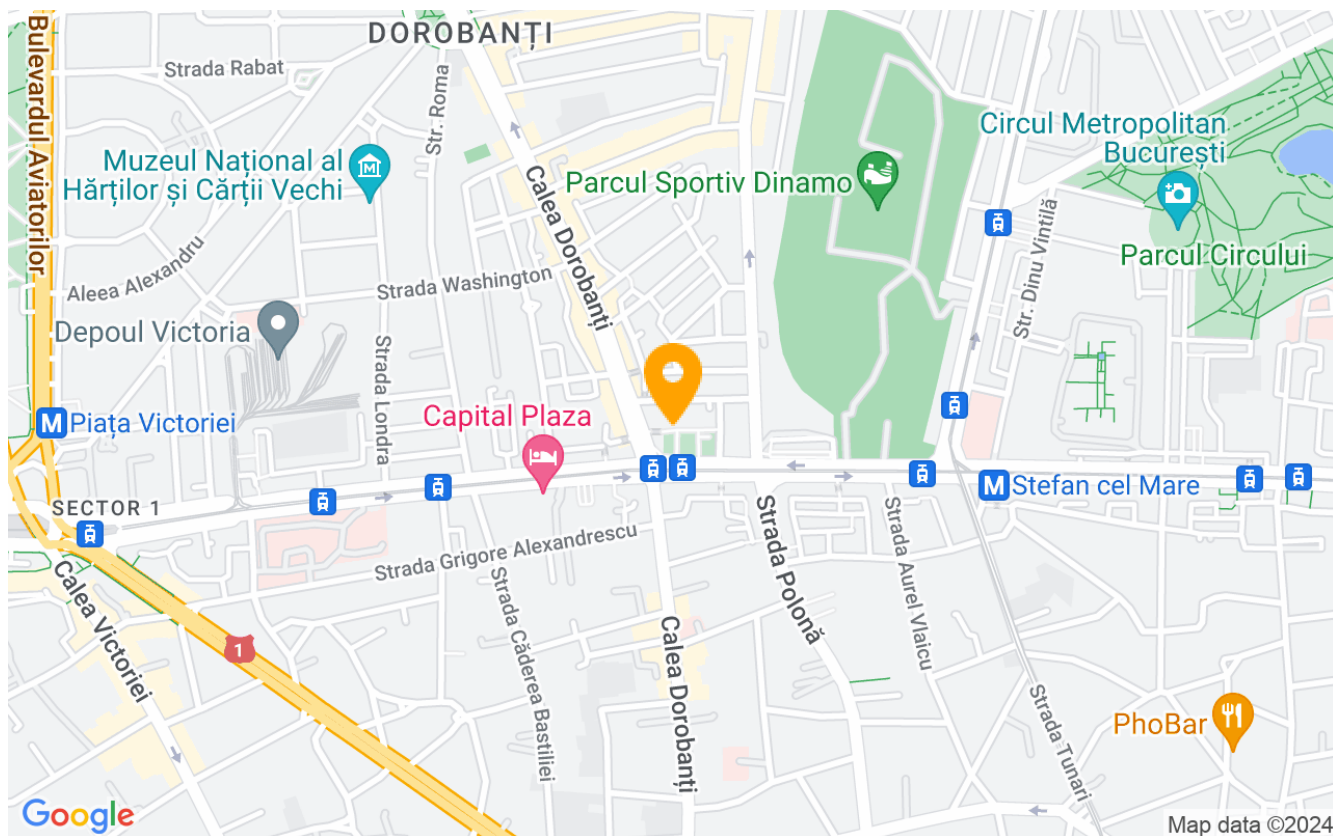 DOROBANȚI
Bulevardul Aviatorilor
Strada Rabat
Str. Roma
Muzeul Național al
Hărților și Cărții Vechi
Calea Dorobanți
Parcul Sportiv Dinamo
Circul Metropolitan
București
Parcul Circului
Str. Dinu Vintilă
Aleea Alexandru
Strada Washington
Depoul Victoria
Strada Londra
M Piața Victoriei
Capital Plaza
M Stefan cel Mare
SECTOR 1
Strada Grigore Alexandrescu
Strada Polonă
Strada Aurel Vlaicu
Calea Victoriei
1
Strada Căderea Bastiliei
Calea Dorobanți
Strada Tunari
PhoBar
Google
Map data ©2024